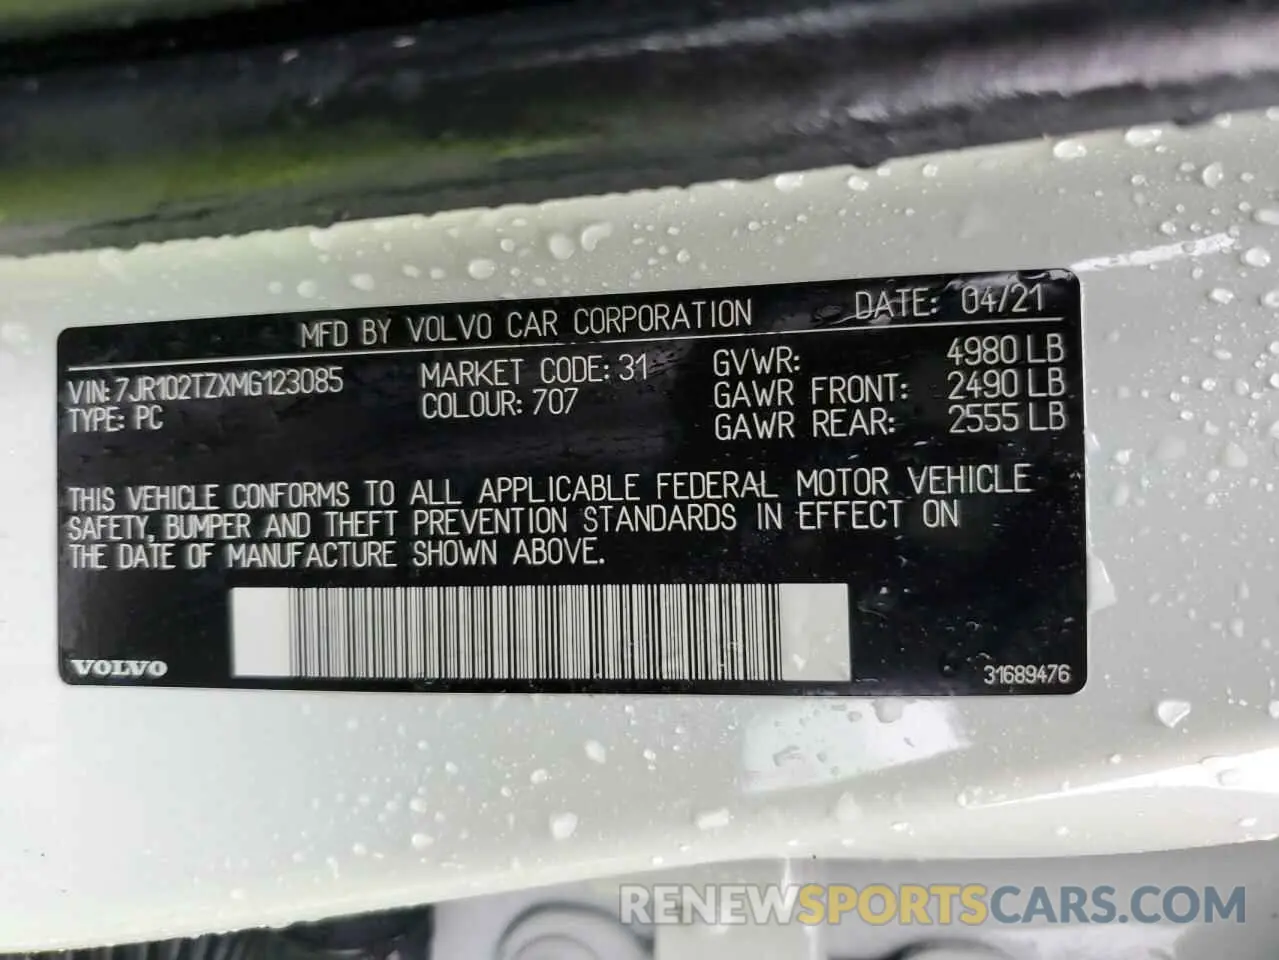 MFD BY VOLVO CAR CORPORATION DATE: 04/21
VIN: 7JR102TZXMG123085 MARKET CODE: 31 GVWR: 4980 LB
TYPE: PC COLOUR: 707 GAWR FRONT: 2490 LB
GAWR REAR: 2555 LB
THIS VEHICLE CONFORMS TO ALL APPLICABLE FEDERAL MOTOR VEHICLE
SAFETY, BUMPER AND THEFT PREVENTION STANDARDS IN EFFECT ON
THE DATE OF MANUFACTURE SHOWN ABOVE.
VOLVO 31689476
RENEWSPORTSCARS.COM